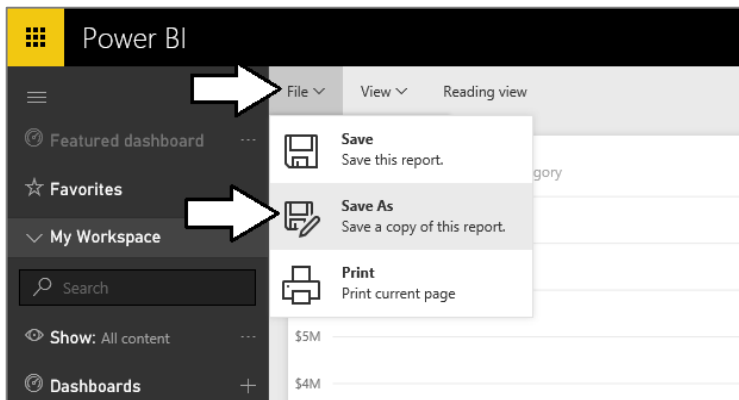 Power BI
File View Reading view
Featured dashboard ...
Favorites
My Workspace
Search
Show: All content ...
Dashboards +
Save
Save this report.
Save As
Save a copy of this report.
Print
Print current page
gory
$5M
$4M